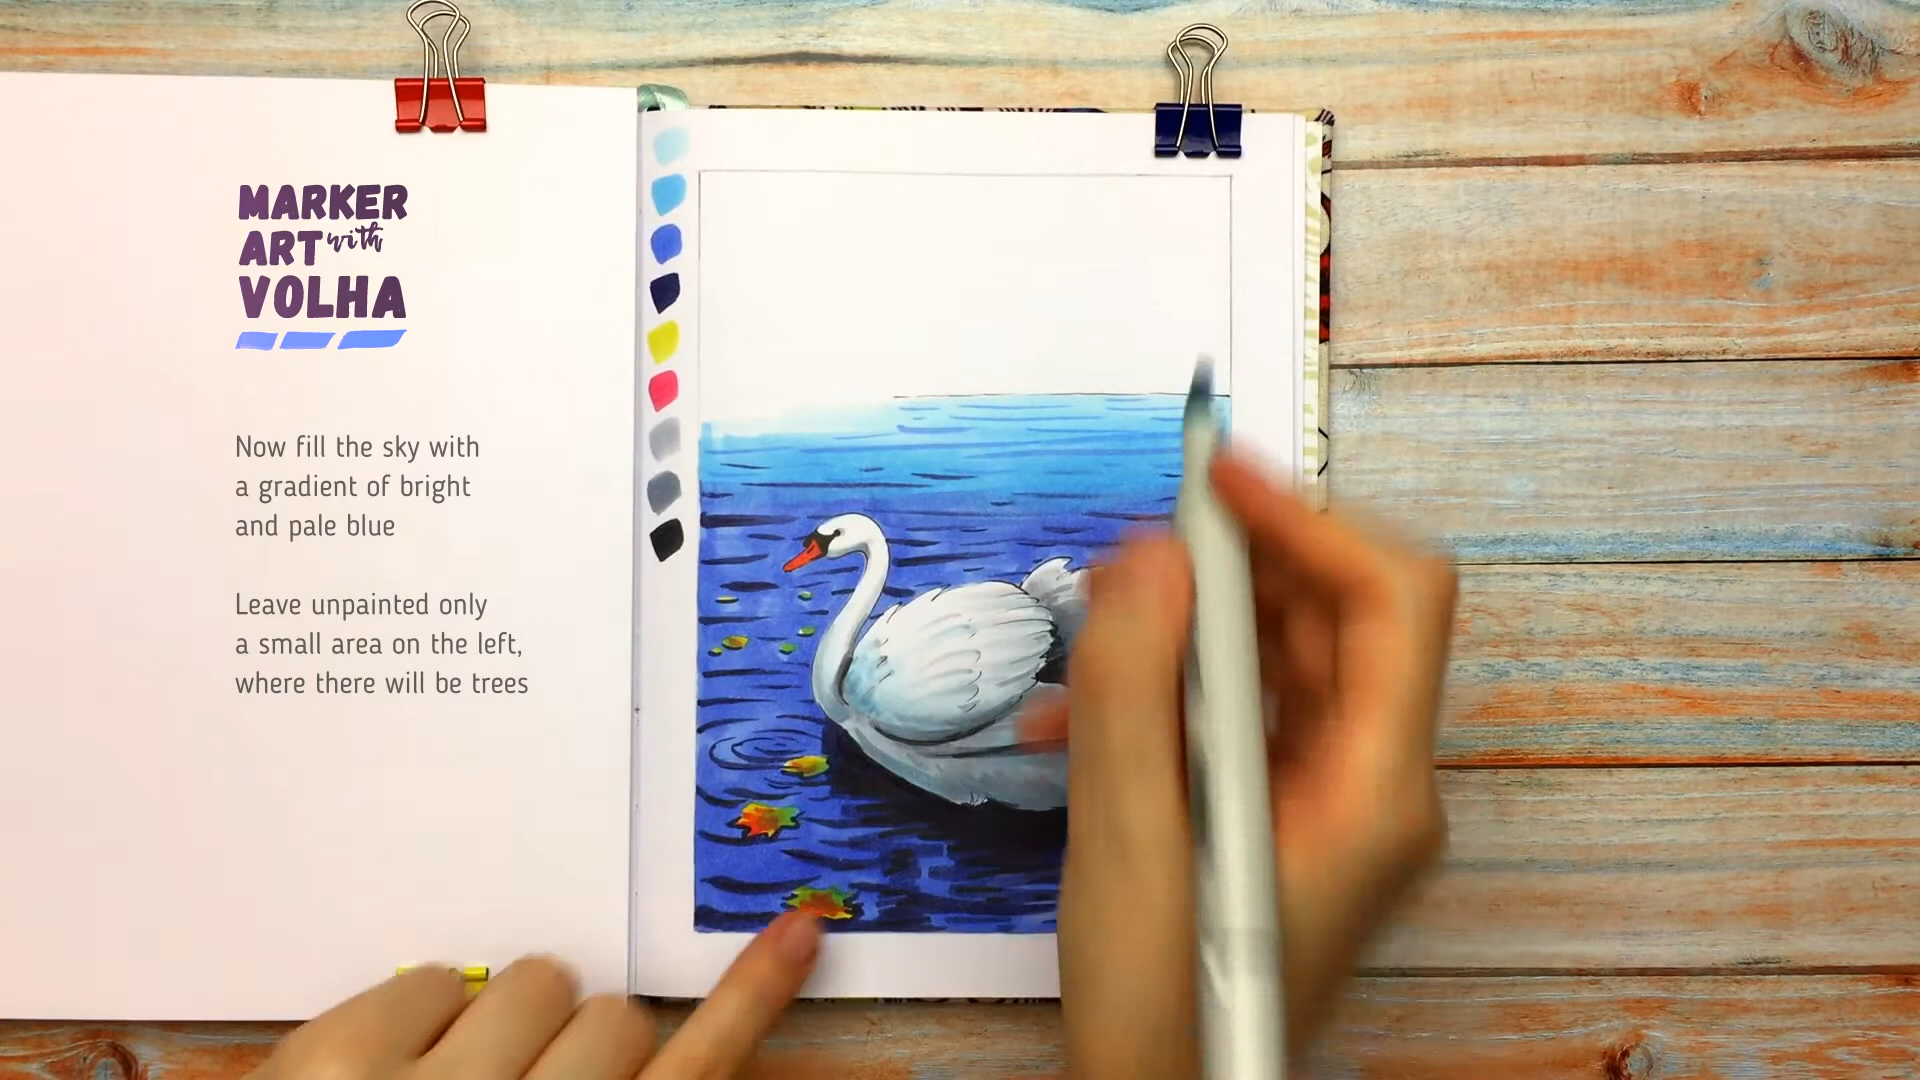 MARKER
ART with
VOLHA
Now fill the sky with
a gradient of bright
and pale blue
Leave unpainted only
a small area on the left,
where there will be trees